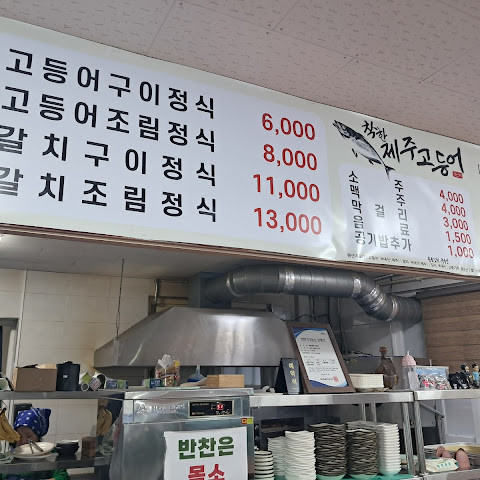 고등어구이정식 6,000
고등어조림정식 8,000
갈치구이정식 11,000
갈치조림정식 13,000
착한
제주고등어
소주 4,000
맥주 4,000
막걸리 3,000
음료 1,500
공기밥추가 1,000
반찬은
몰소